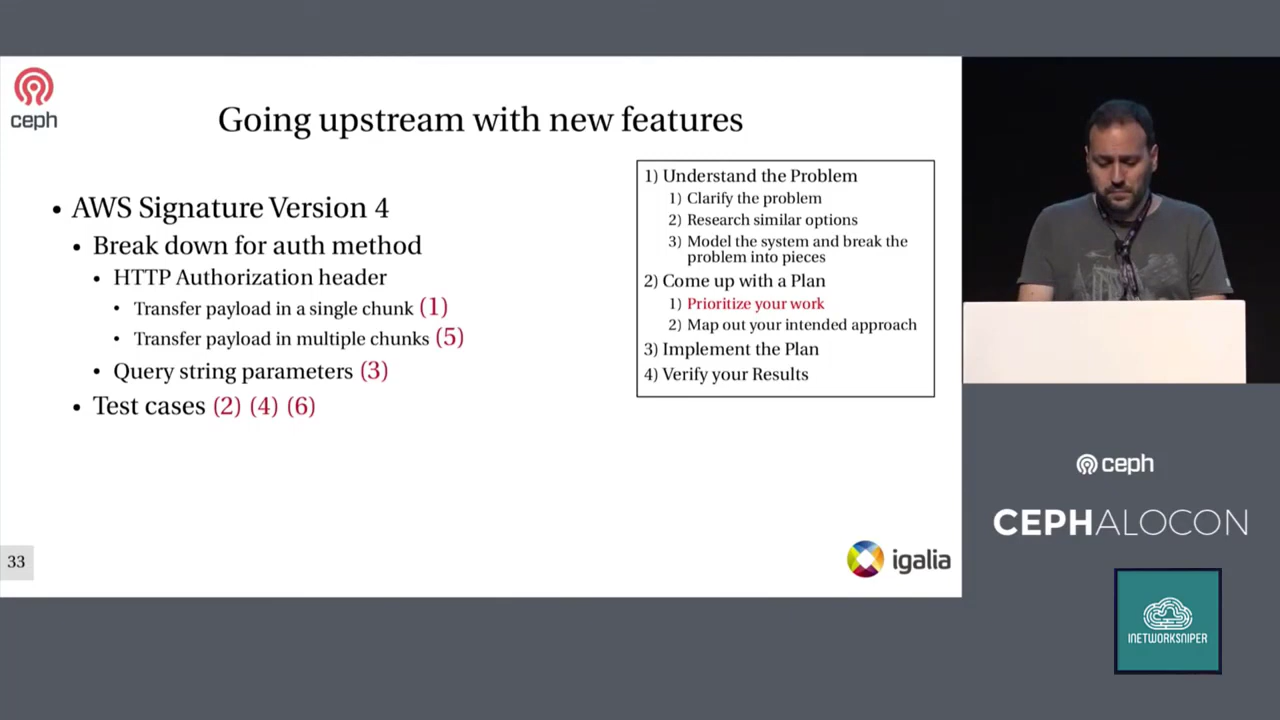 ceph
Going upstream with new features
• AWS Signature Version 4
• Break down for auth method
• HTTP Authorization header
• Transfer payload in a single chunk (1)
• Transfer payload in multiple chunks (5)
• Query string parameters (3)
• Test cases (2) (4) (6)
1) Understand the Problem
1) Clarify the problem
2) Research similar options
3) Model the system and break the
problem into pieces
2) Come up with a Plan
1) Prioritize your work
2) Map out your intended approach
3) Implement the Plan
4) Verify your Results
33
igalia
ceph
CEPHALOCON
INETWORKSNIPER